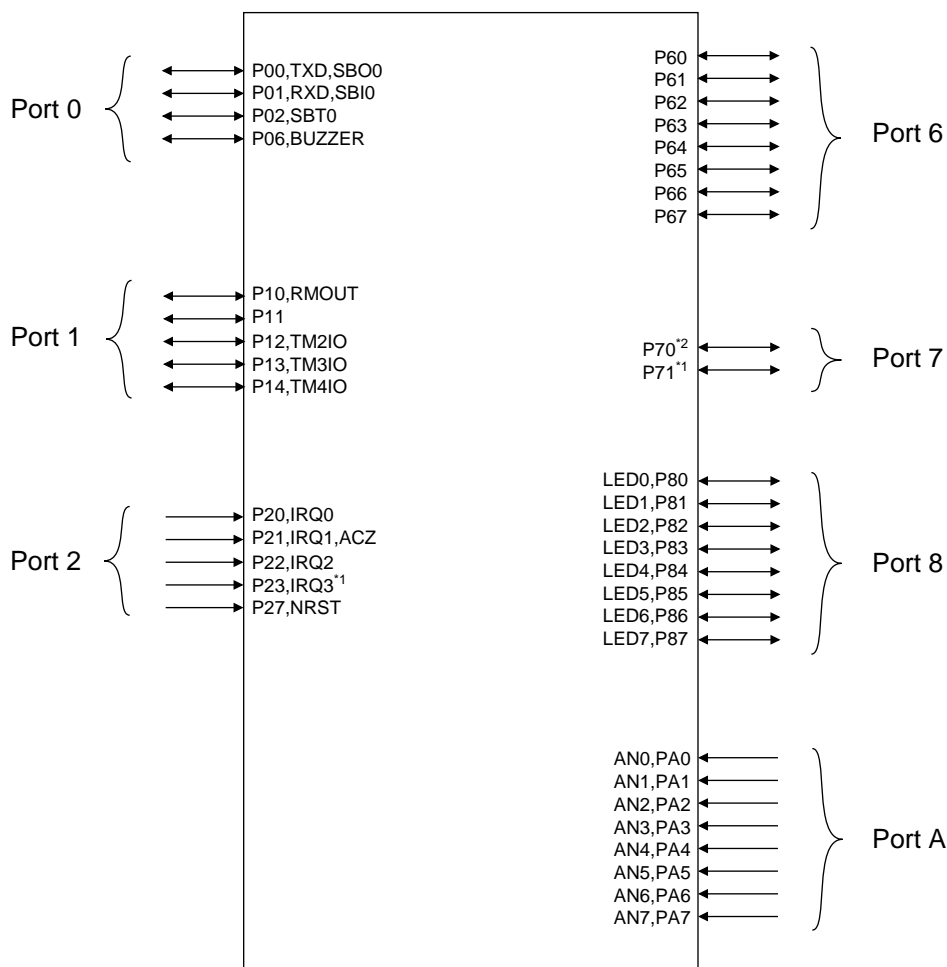 Port 0
P00,TXD,SBO0
P01,RXD,SBI0
P02,SBT0
P06,BUZZER
Port 1
P10,RMOUT
P11
P12,TM2IO
P13,TM3IO
P14,TM4IO
Port 2
P20,IRQ0
P21,IRQ1,ACZ
P22,IRQ2
P23,IRQ3*1
P27,NRST
P60
P61
P62
P63
P64
P65
P66
P67
Port 6
P70*2
P71*1
Port 7
LED0,P80
LED1,P81
LED2,P82
LED3,P83
LED4,P84
LED5,P85
LED6,P86
LED7,P87
Port 8
AN0,PA0
AN1,PA1
AN2,PA2
AN3,PA3
AN4,PA4
AN5,PA5
AN6,PA6
AN7,PA7
Port A